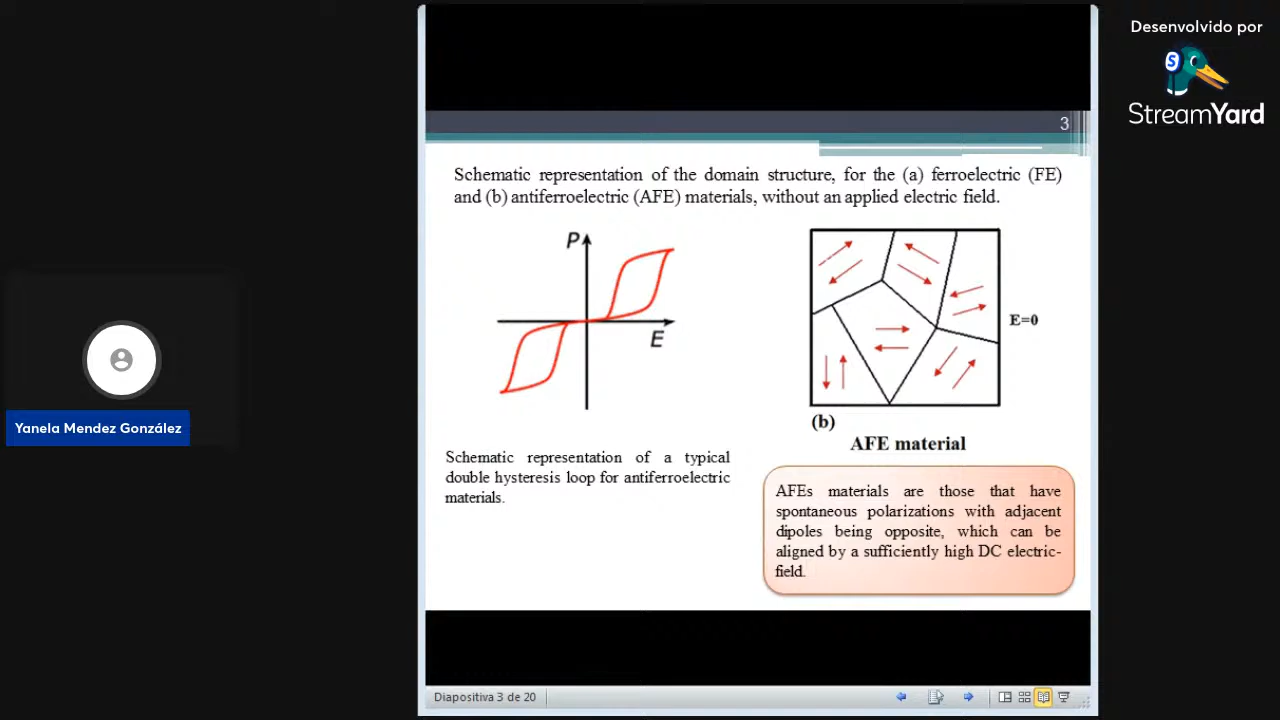 Desenvolvido por
StreamYard
3
Schematic representation of the domain structure, for the (a) ferroelectric (FE)
and (b) antiferroelectric (AFE) materials, without an applied electric field.
P
E
E=0
(b)
AFE material
Schematic representation of a typical
double hysteresis loop for antiferroelectric
materials.
AFEs materials are those that have
spontaneous polarizations with adjacent
dipoles being opposite, which can be
aligned by a sufficiently high DC electric-
field.
Yanela Mendez González
Diapositiva 3 de 20